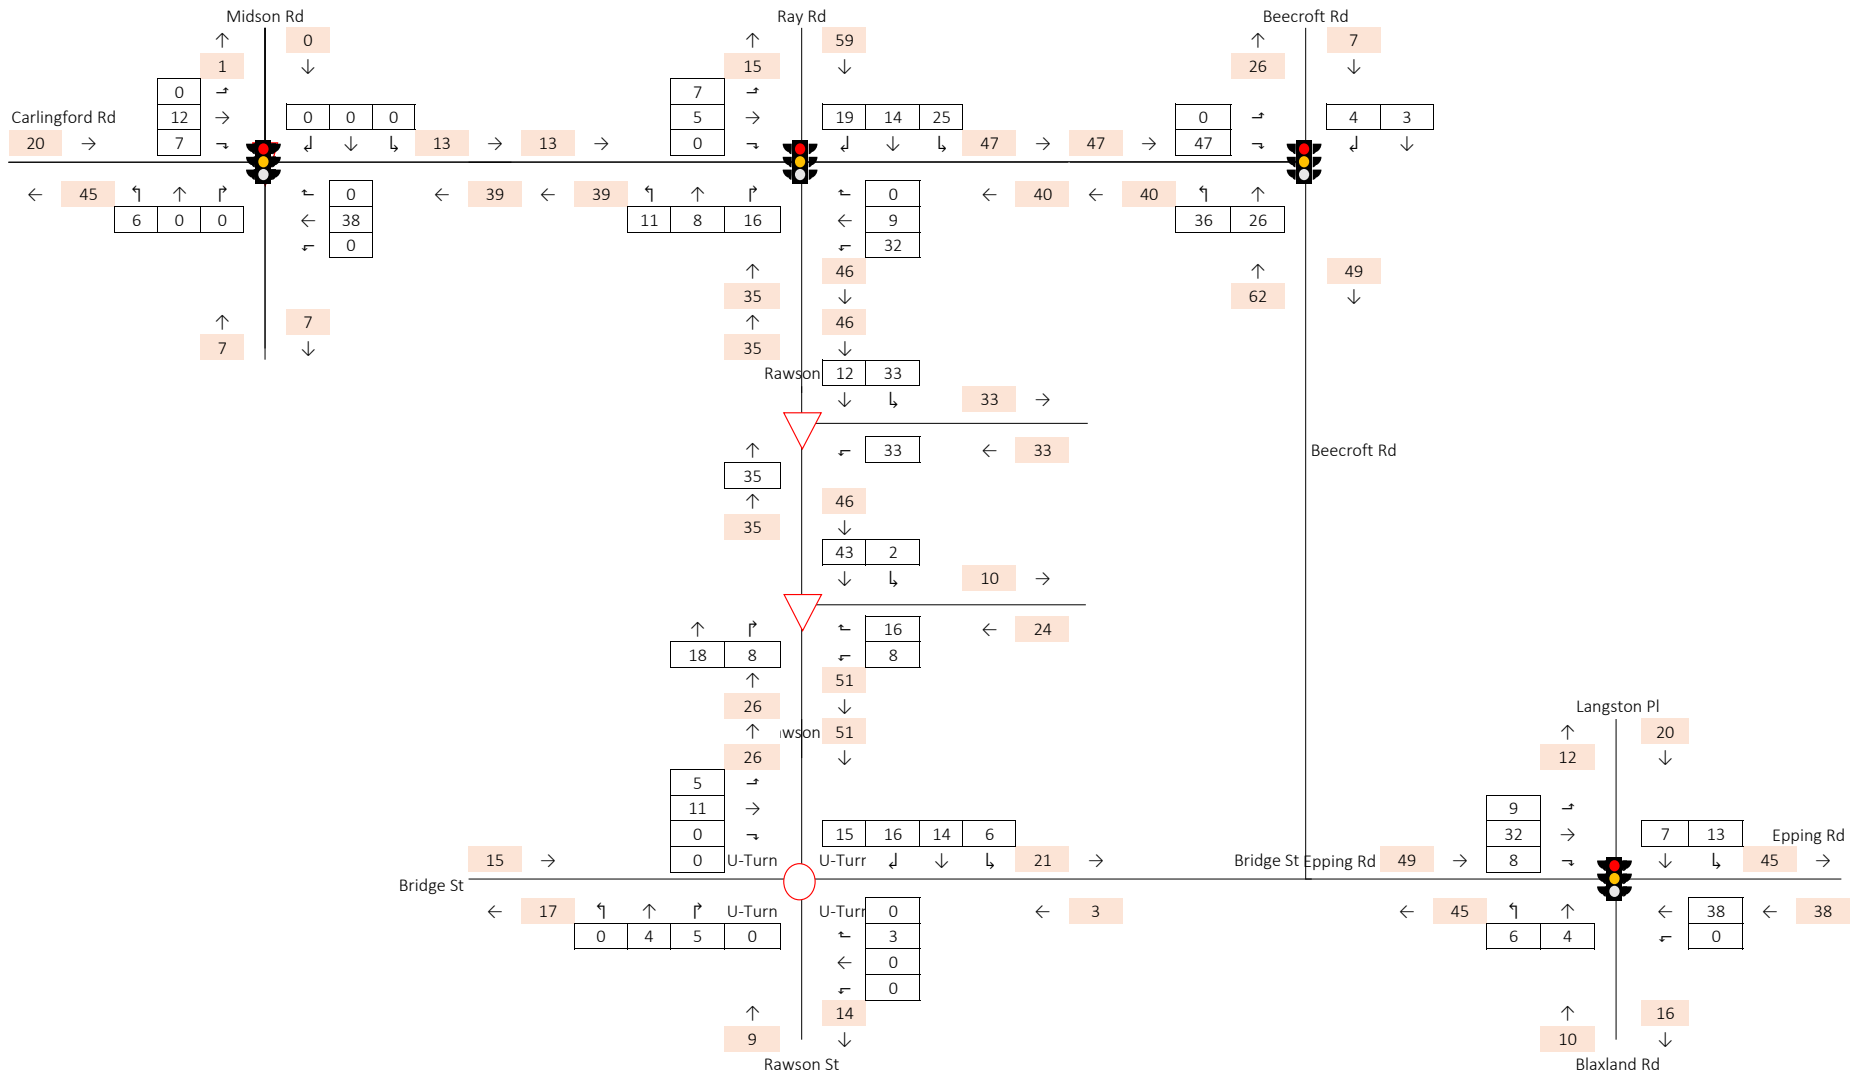 Midson Rd Ray Rd Beecroft Rd
↑ 0 ↑ 59 ↑ 7
1 ↓ 15 ↓ 26 ↓
0 7
Carlingford Rd 12 → 0 0 0 5 → 19 14 25 0 4 3
20 → 7 ↓ 13 → 13 → 0 ↓ 47 → 47 → 47 ↓
← 45 ↑ 0 ← 39 ← 39 ↑ 0 ← 40 ← 40 ↑
6 0 0 ← 38 11 8 16 ← 9 36 26
0 32
↑ 46 ↑ 49
35 ↓ 62 ↓
↑ 7 ↑ 46
7 ↓ 35 ↓
Rawson 12 33
↓ 33 →
↑ 33 ← 33 Beecroft Rd
35
↑ 46
35 ↓
43 2
↓ 10 →
↑ 16 ← 24
18 8 8
↑ 51
26 ↓ Langston Pl
↑ wson 51 ↑ 20
26 ↓ 12 ↓
5
11 → 9
0 15 16 14 6 32 → 7 13 Epping Rd
15 → 0 U-Turn U-Turn ↓ 21 → Bridge St Epping Rd 49 → 8 ↓ 45 →
Bridge St
← 17 ↑ U-Turn U-Turn 0 ← 3 ← 45 ↑ ← 38 ← 38
0 4 5 0 3 6 4 0
← 0
0
↑ 14 ↑ 16
9 ↓ 10 ↓
Rawson St Blaxland Rd